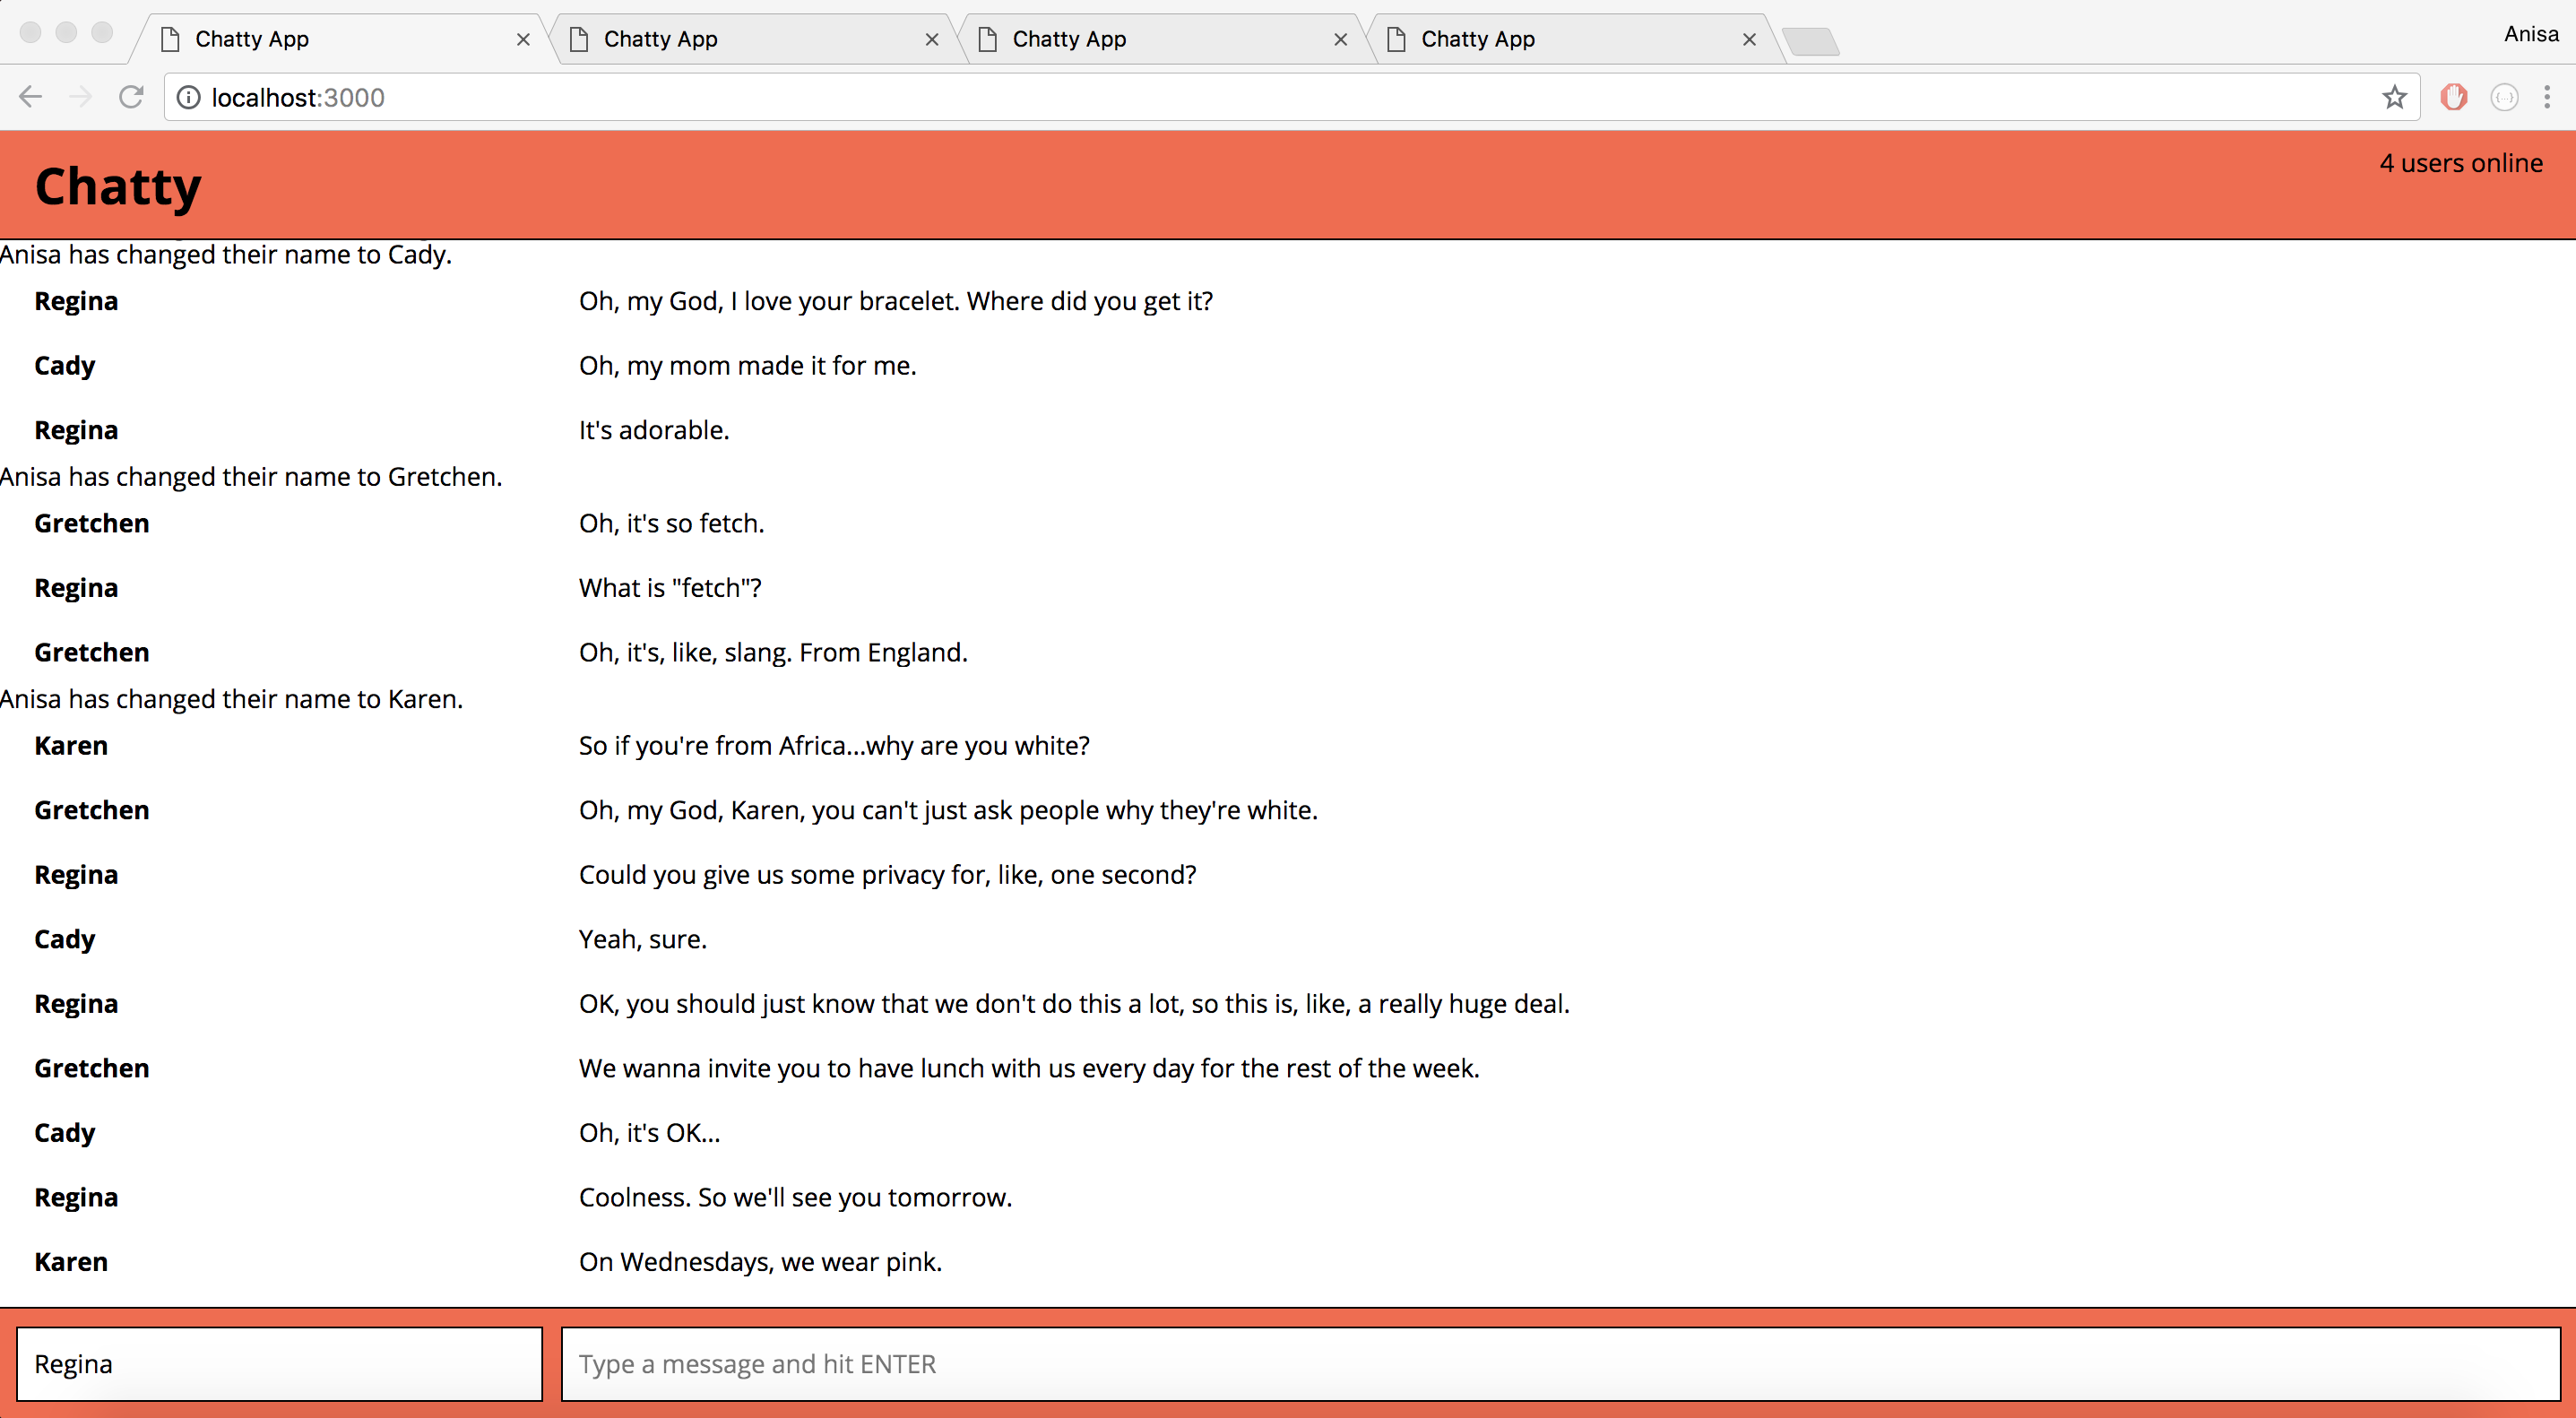 Chatty App
Chatty App
Chatty App
Chatty App
Anisa
localhost:3000
Chatty
4 users online
Anisa has changed their name to Cady.
Regina Oh, my God, I love your bracelet. Where did you get it?
Cady Oh, my mom made it for me.
Regina It's adorable.
Anisa has changed their name to Gretchen.
Gretchen Oh, it's so fetch.
Regina What is "fetch"?
Gretchen Oh, it's, like, slang. From England.
Anisa has changed their name to Karen.
Karen So if you're from Africa...why are you white?
Gretchen Oh, my God, Karen, you can't just ask people why they're white.
Regina Could you give us some privacy for, like, one second?
Cady Yeah, sure.
Regina OK, you should just know that we don't do this a lot, so this is, like, a really huge deal.
Gretchen We wanna invite you to have lunch with us every day for the rest of the week.
Cady Oh, it's OK...
Regina Coolness. So we'll see you tomorrow.
Karen On Wednesdays, we wear pink.
Regina Type a message and hit ENTER